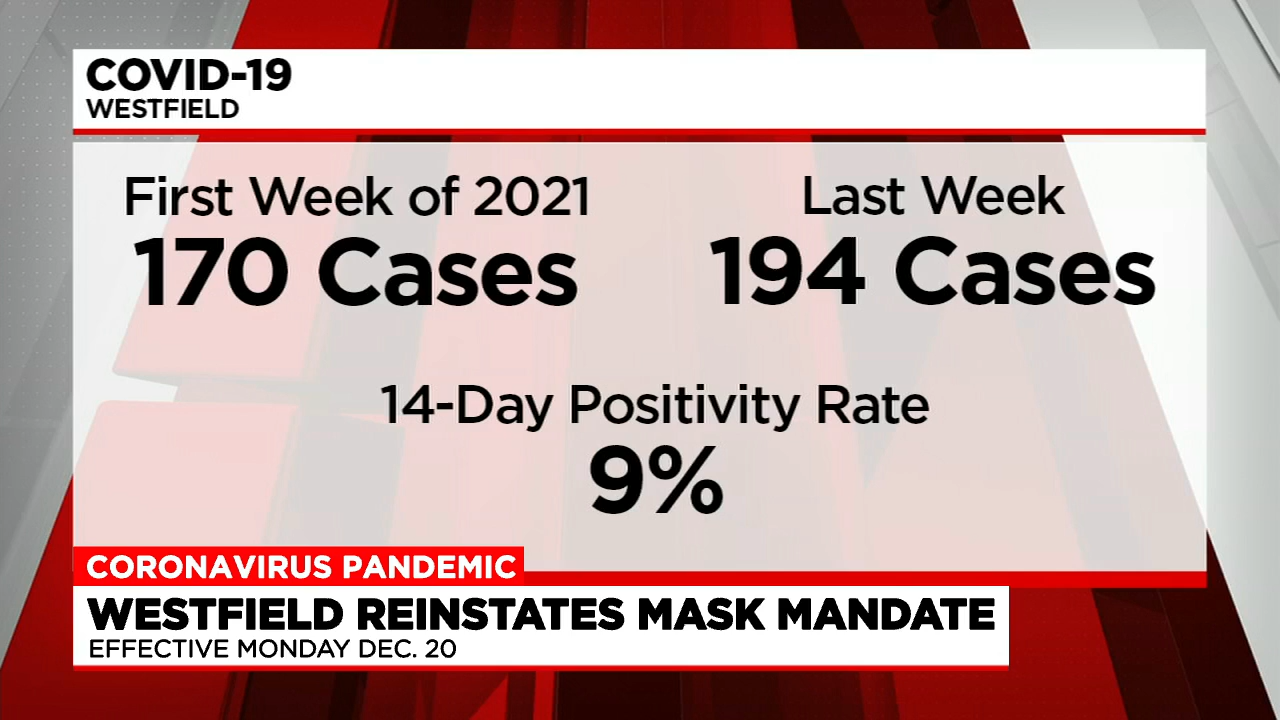 COVID-19
WESTFIELD
First Week of 2021
170 Cases
Last Week
194 Cases
14-Day Positivity Rate
9%
CORONAVIRUS PANDEMIC
WESTFIELD REINSTATES MASK MANDATE
EFFECTIVE MONDAY DEC. 20